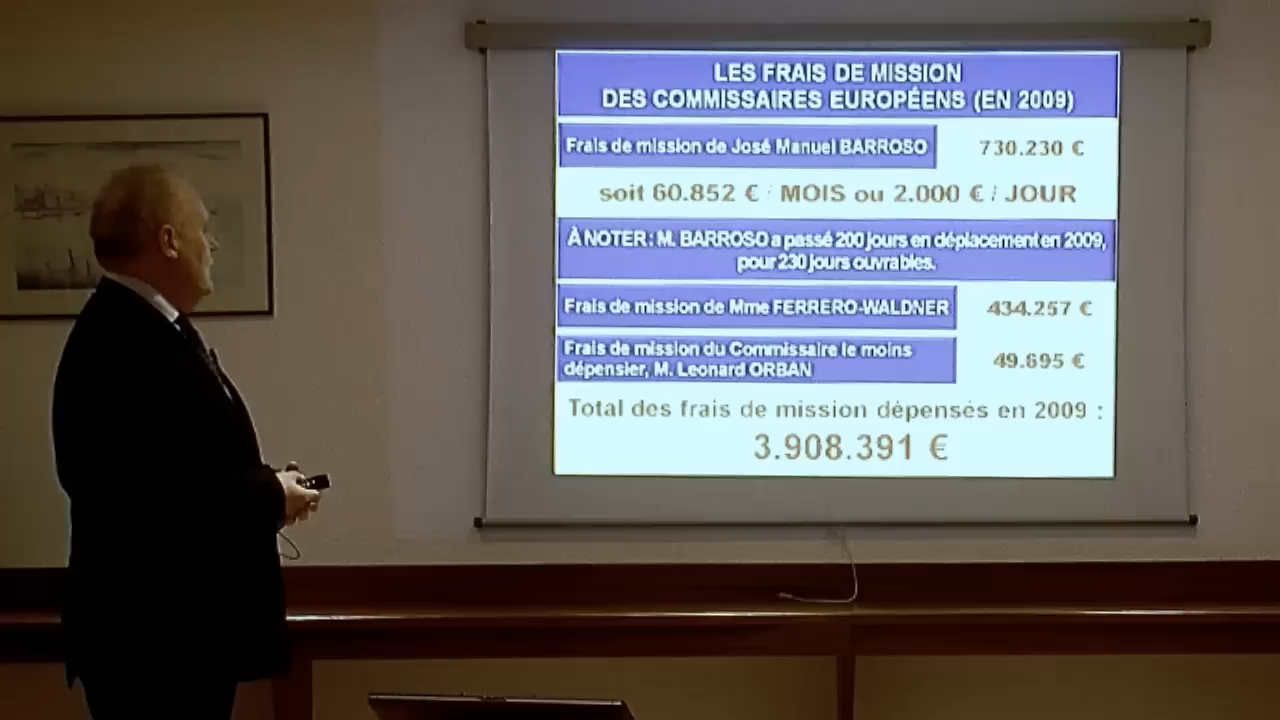 LES FRAIS DE MISSION
DES COMMISSAIRES EUROPÉENS (EN 2009)
Frais de mission de José Manuel BARROSO 730.230 €
soit 60.852 € / MOIS ou 2.000 € / JOUR
À NOTER : M. BARROSO a passé 200 jours en déplacement en 2009,
pour 230 jours ouvrables.
Frais de mission de Mme FERRERO-WALDNER 434.257 €
Frais de mission du Commissaire le moins
dépensier, M. Leonard ORBAN 49.695 €
Total des frais de mission dépensés en 2009 :
3.908.391 €